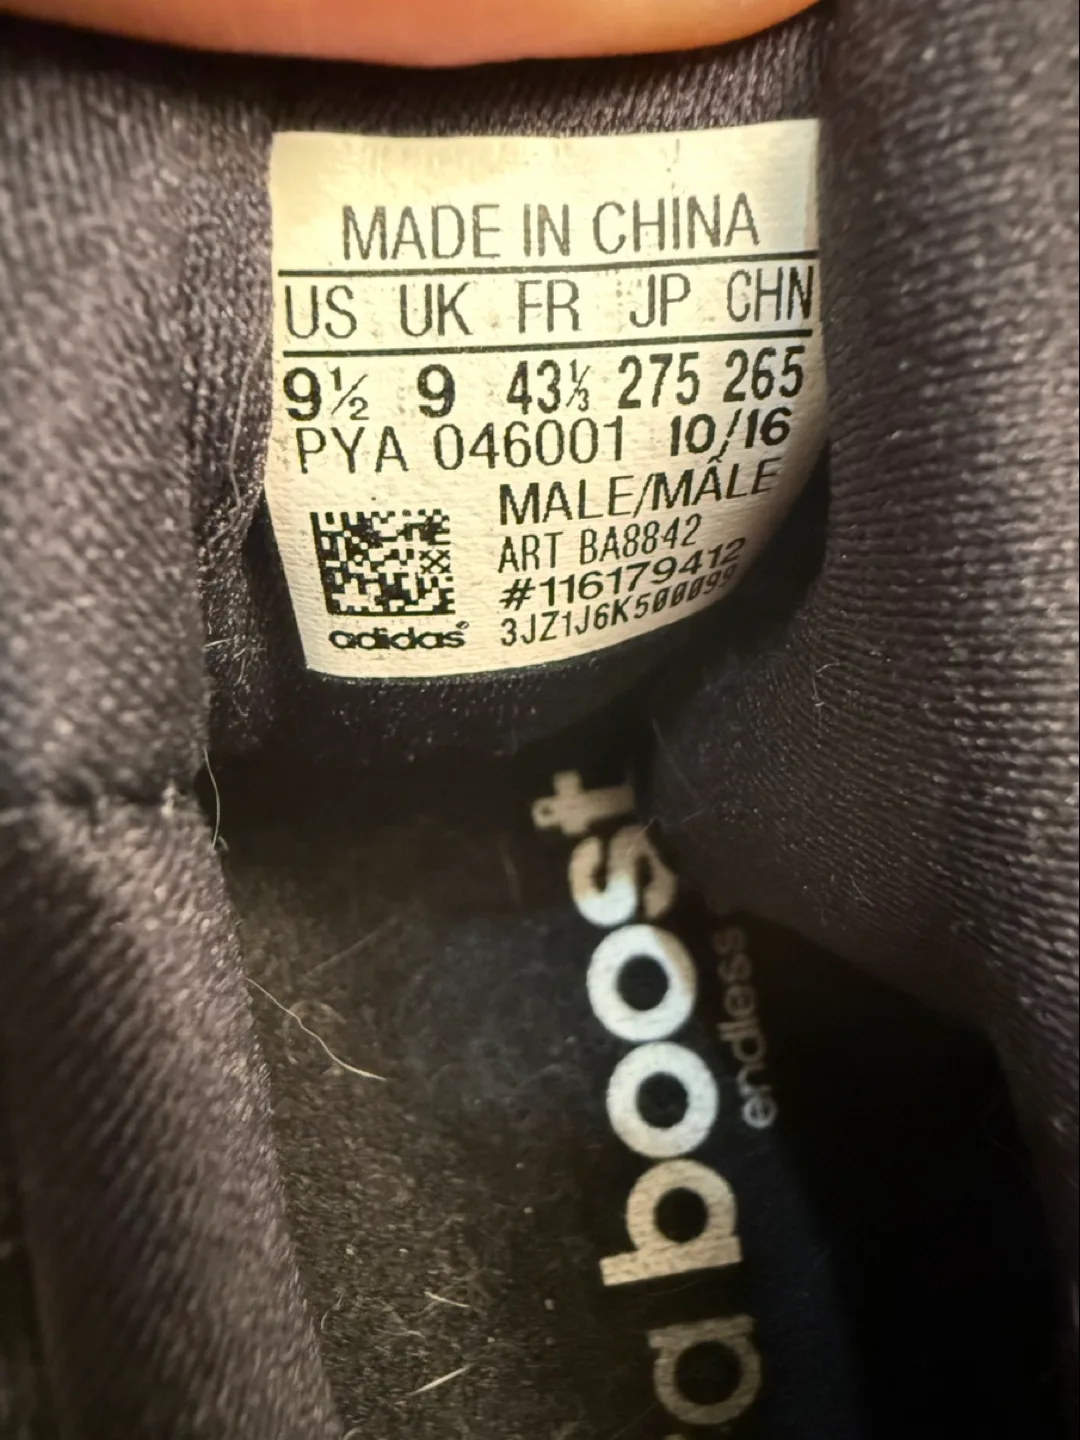 MADE IN CHINA
US UK FR JP CHN
9½ 9 43⅓ 275 265
PYA 046001 10/16
MALE/MÂLE
ART BA8842
#116179412
3JZ1J6K500099
adidas®
boost
endless